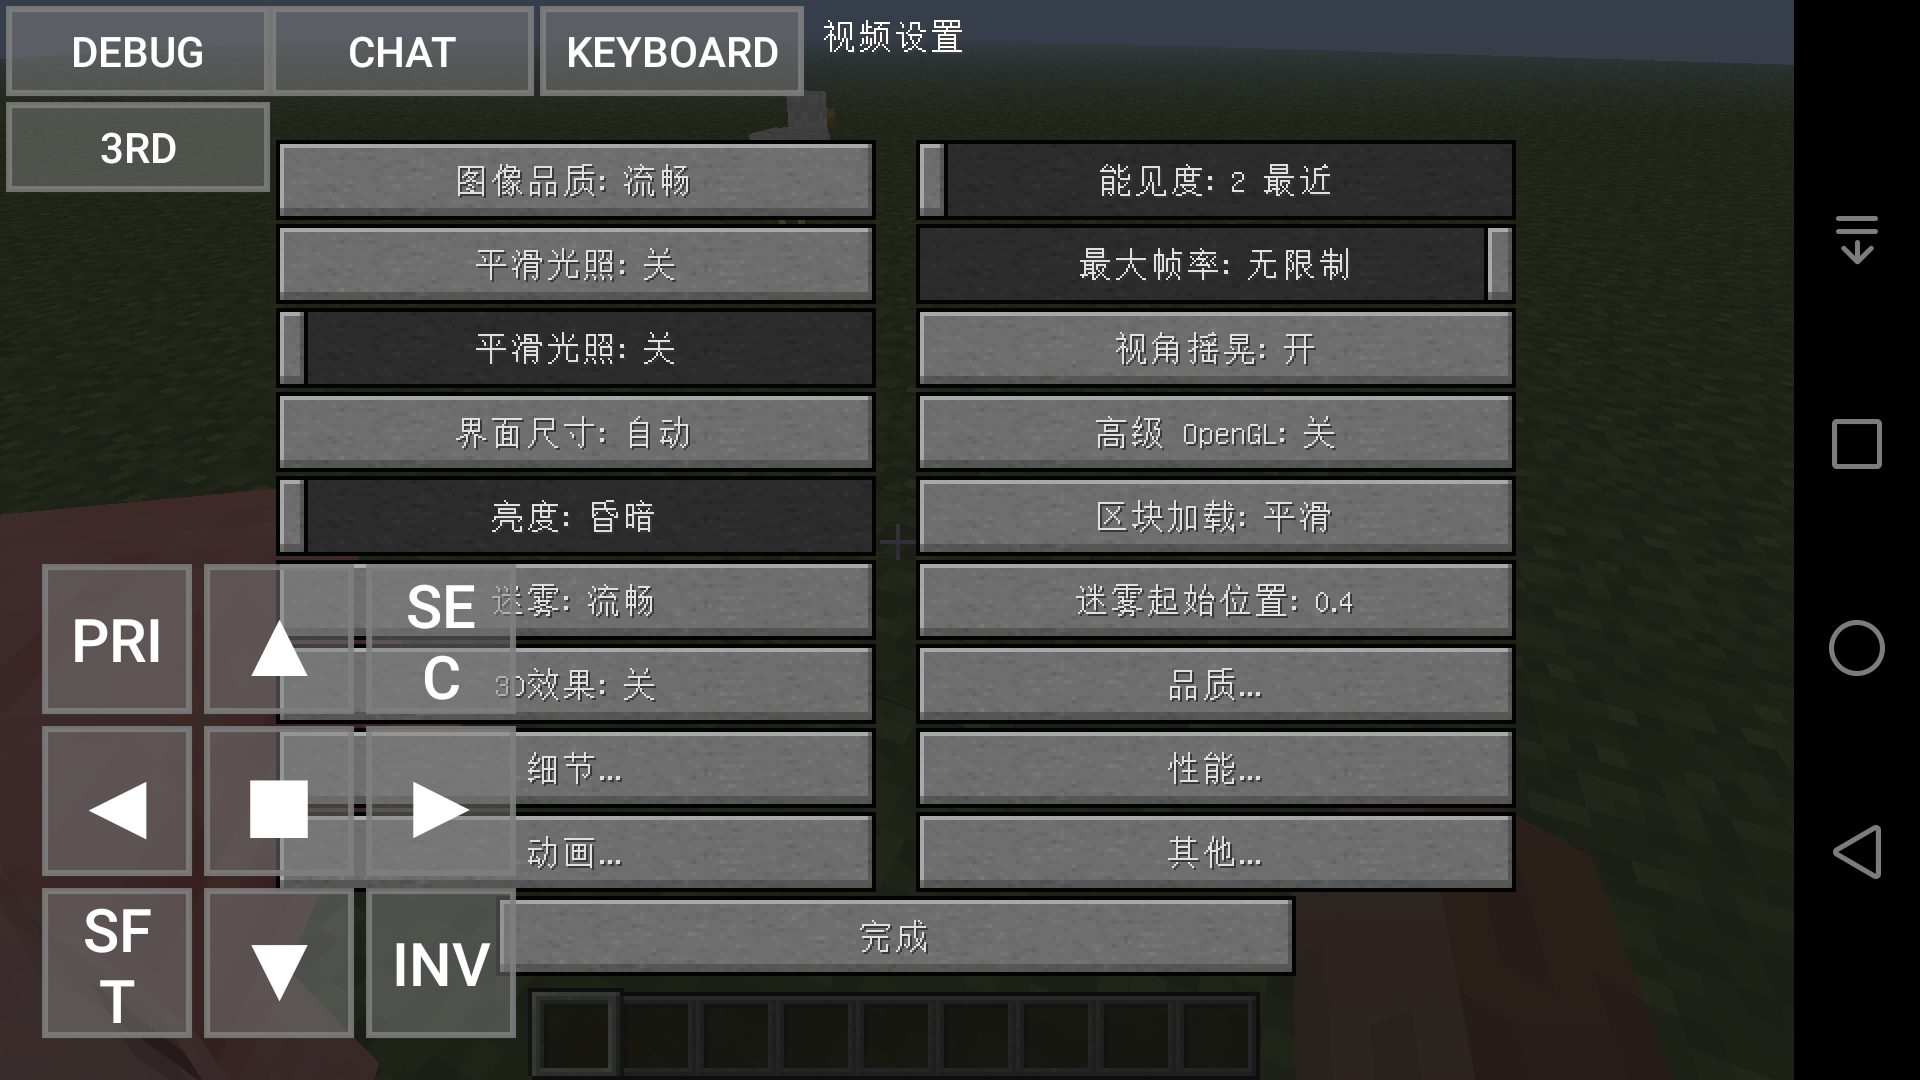 DEBUG CHAT KEYBOARD 视频设置
3RD
图像品质: 流畅 能见度: 2 最近
平滑光照: 关 最大帧率: 无限制
平滑光照: 关 视角摇晃: 开
界面尺寸: 自动 高级 OpenGL: 关
亮度: 昏暗 区块加载: 平滑
迷雾: 流畅 迷雾起始位置: 0.4
PRI ▲ SE
C
3D效果: 关 品质...
细节... 性能...
◀ ■ ▶
动画... 其他...
SF
T
▼ INV
完成